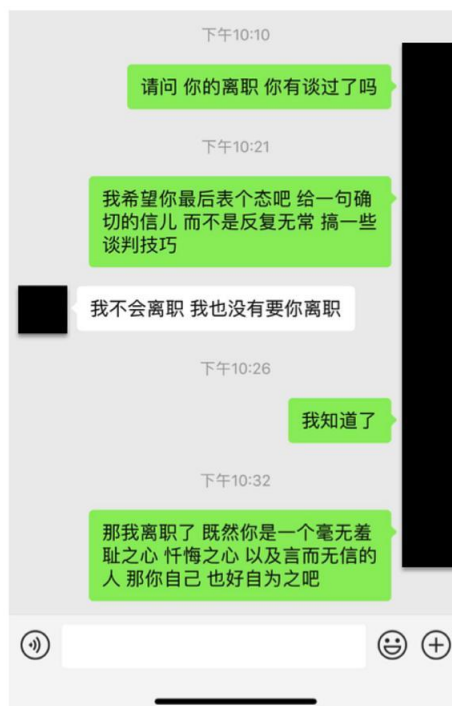 下午10:10
请问 你的离职 你有谈过了吗
下午10:21
我希望你最后表个态吧 给一句确
切的信儿 而不是反复无常 搞一些
谈判技巧
我不会离职 我也没有要你离职
下午10:26
我知道了
下午10:32
那我离职了 既然你是一个毫无羞
耻之心 忏悔之心 以及言而无信的
人 那你自己 也好自为之吧